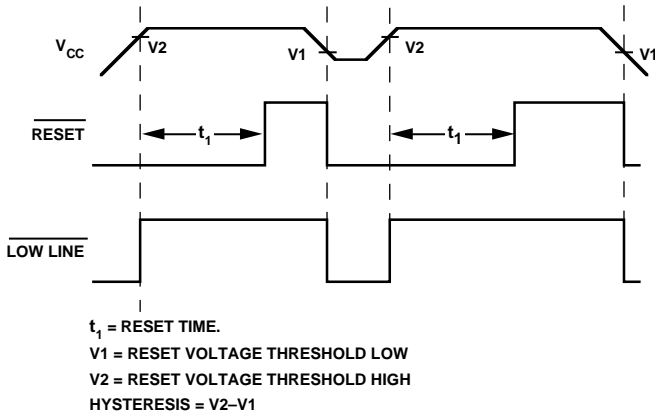 V2 V1 V2 V1
VCC
RESET
t1 t1
LOW LINE
t1 = RESET TIME.
V1 = RESET VOLTAGE THRESHOLD LOW
V2 = RESET VOLTAGE THRESHOLD HIGH
HYSTERESIS = V2–V1